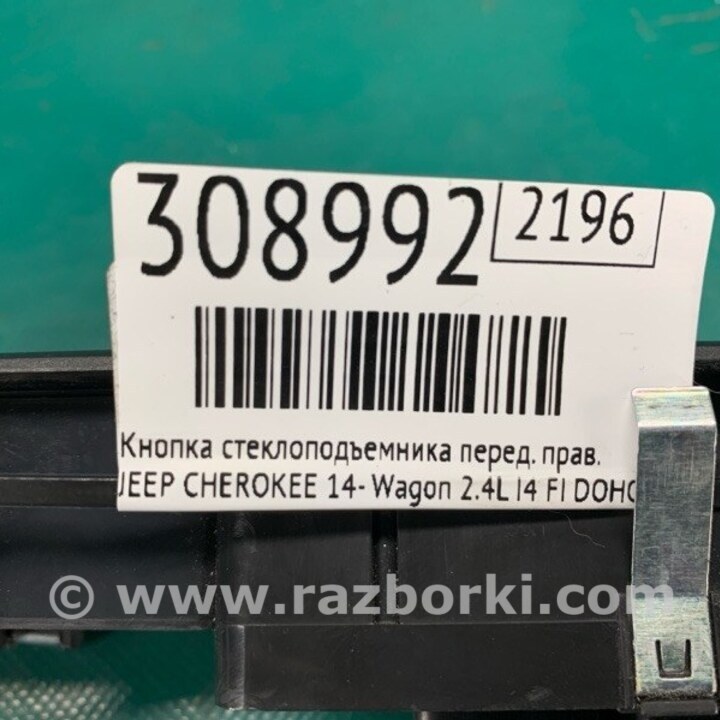 308992 2196
Кнопка стеклоподъемника перед. прав.
JEEP CHEROKEE 14- Wagon 2.4L I4 FI DOHC
© www.razborki.com